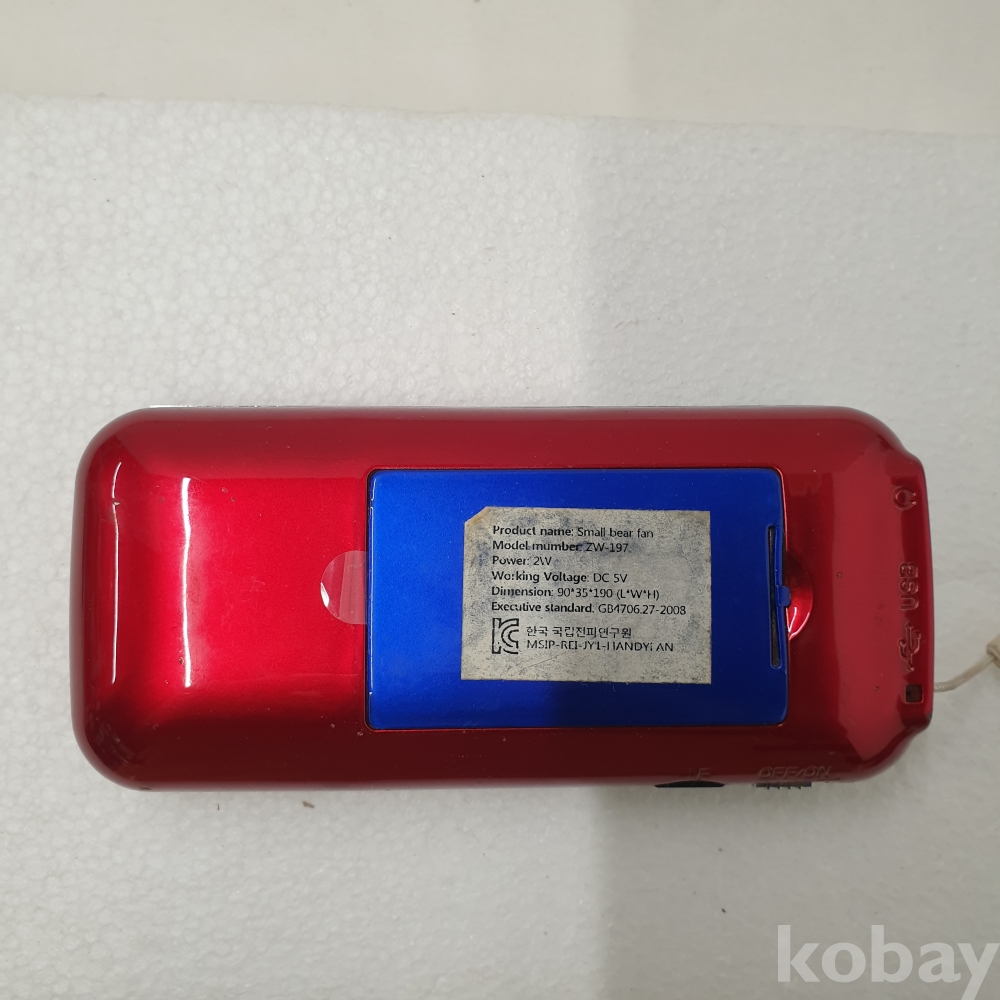 Product name: Small bear fan
Model mumber: ZW-197
Power: 2W
Working Voltage: DC 5V
Dimension: 90*35*190 (L*W*H)
Executive standard: GB4706.27-2008
한국 국립전파연구원
MSIP-REI-JY1-HANDYFAN
USB
OFF/ON
kobay